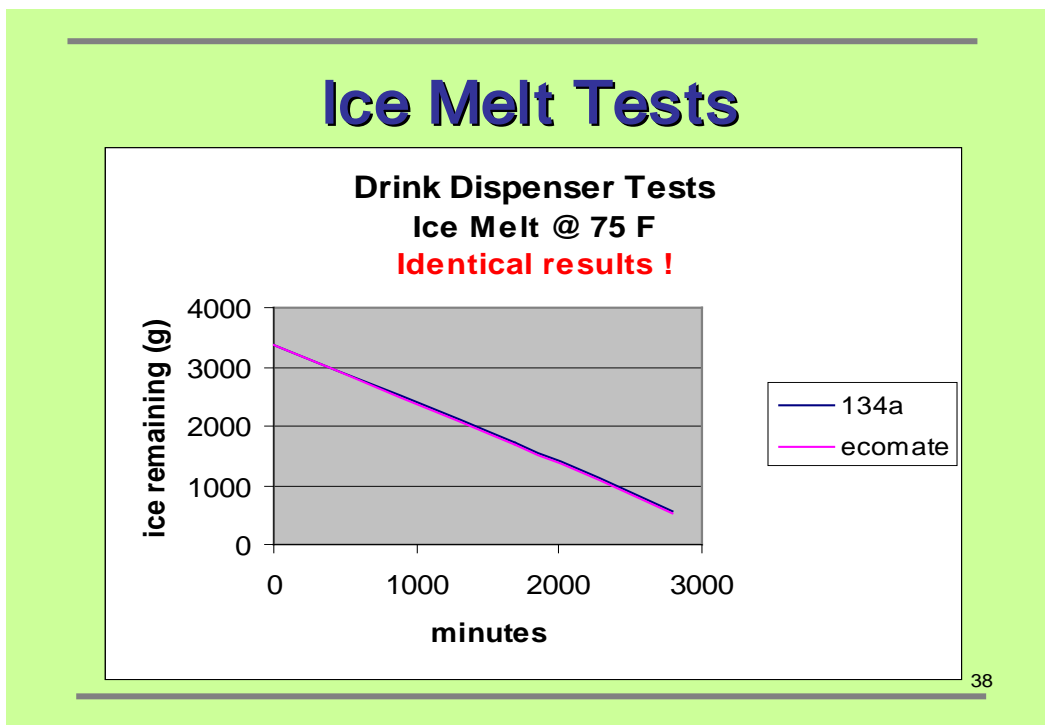 Ice Melt Tests
Drink Dispenser Tests
Ice Melt @ 75 F
Identical results !
4000
3000
2000
1000
0
ice remaining (g)
0 1000 2000 3000
minutes
134a
ecomate
38